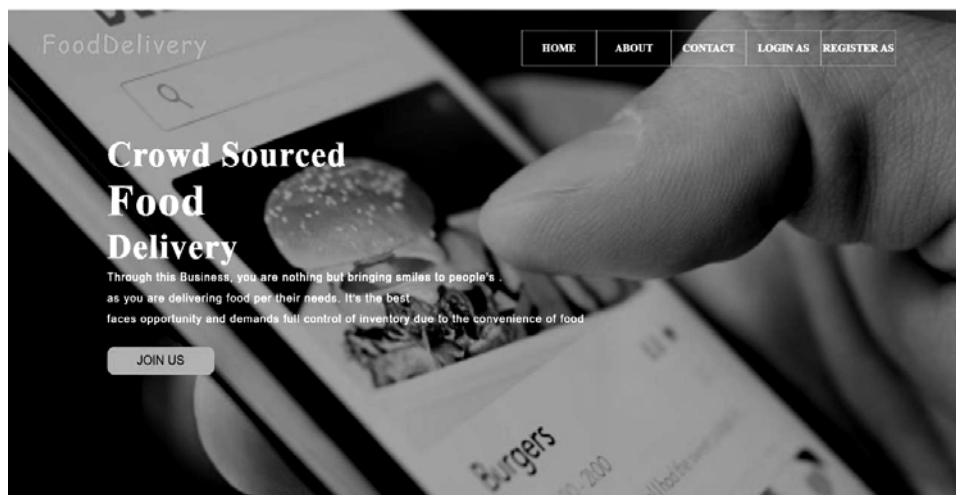 FoodDelivery
HOME ABOUT CONTACT LOGIN AS REGISTER AS
Crowd Sourced
Food
Delivery
Through this Business, you are nothing but bringing smiles to people's .
as you are delivering food per their needs. It's the best
faces opportunity and demands full control of inventory due to the convenience of food
JOIN US
Burgers